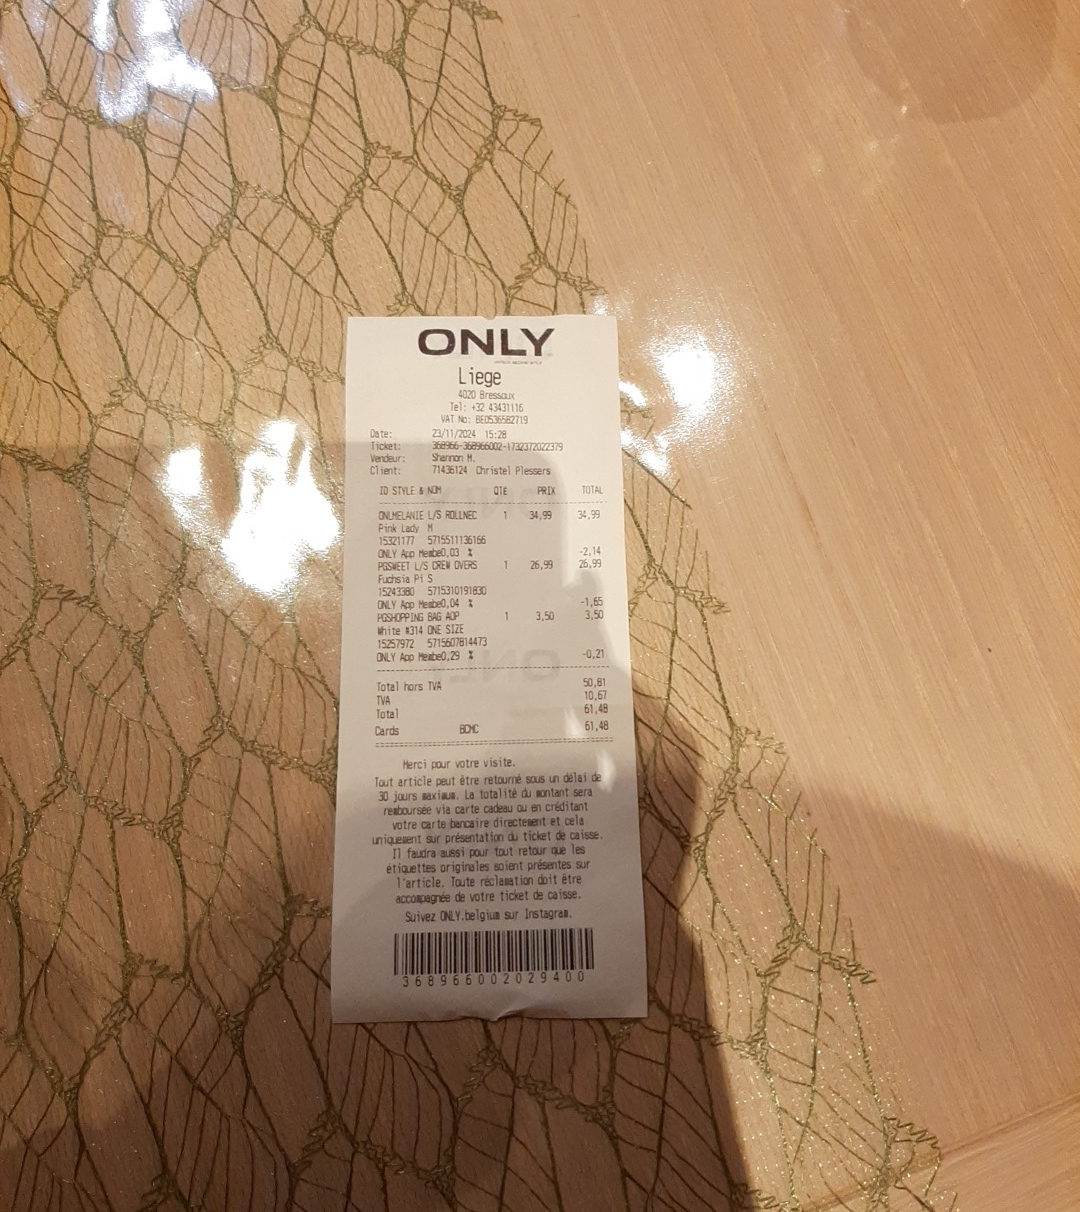 ONLY
Liege
4020 Bressoux
Tel: +32 43431116
VAT No: BE0536582719
Date: 23/11/2024 15:28
Ticket: 368966-368966002-1732372022379
Vendeur: Shannon M.
Client: 71436124 Christel Plessers
ID STYLE & NOM QTE PRIX TOTAL
ONLMELANIE L/S ROLLNEC 1 34,99 34,99
Pink Lady M
15321177 5715511136166
ONLY App Membe0,03 % -2,14
PGSWEET L/S CREW OVERS 1 26,99 26,99
Fuchsia Pi S
15243380 5715310191830
ONLY App Membe0,04 % -1,65
PGSHOPPING BAG AOP 1 3,50 3,50
White #314 ONE SIZE
15257972 5715607814473
ONLY App Membe0,29 % -0,21
Total hors TVA 50,81
TVA 10,67
Total 61,48
Cards BCMC 61,48
Merci pour votre visite.
Tout article peut être retourné sous un délai de
30 jours maximum. La totalité du montant sera
remboursée via carte cadeau ou en créditant
votre carte bancaire directement et cela
uniquement sur présentation du ticket de caisse.
Il faudra aussi pour tout retour que les
étiquettes originales soient présentes sur
l'article. Toute réclamation doit être
accompagnée de votre ticket de caisse.
Suivez ONLY.belgium sur Instagram.
36896600202940​0